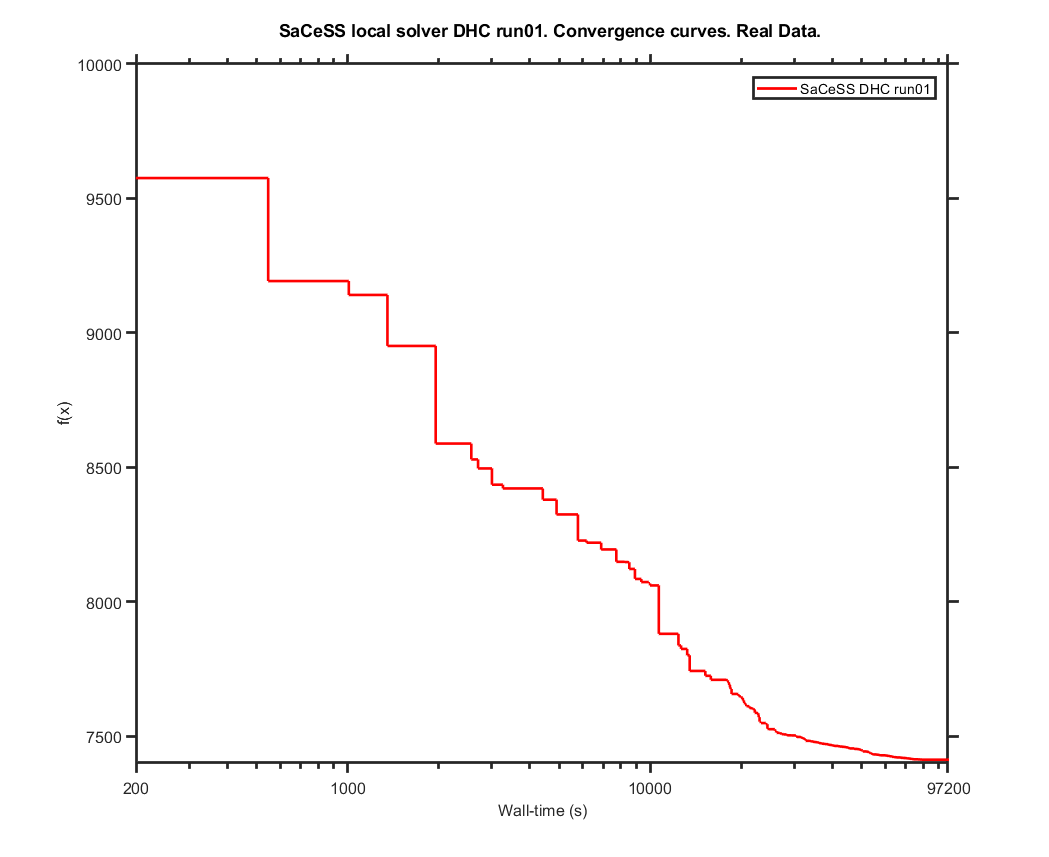 SaCeSS local solver DHC run01. Convergence curves. Real Data.
SaCeSS DHC run01
10000
9500
9000
8500
8000
7500
f(x)
200 1000 10000 97200
Wall-time (s)